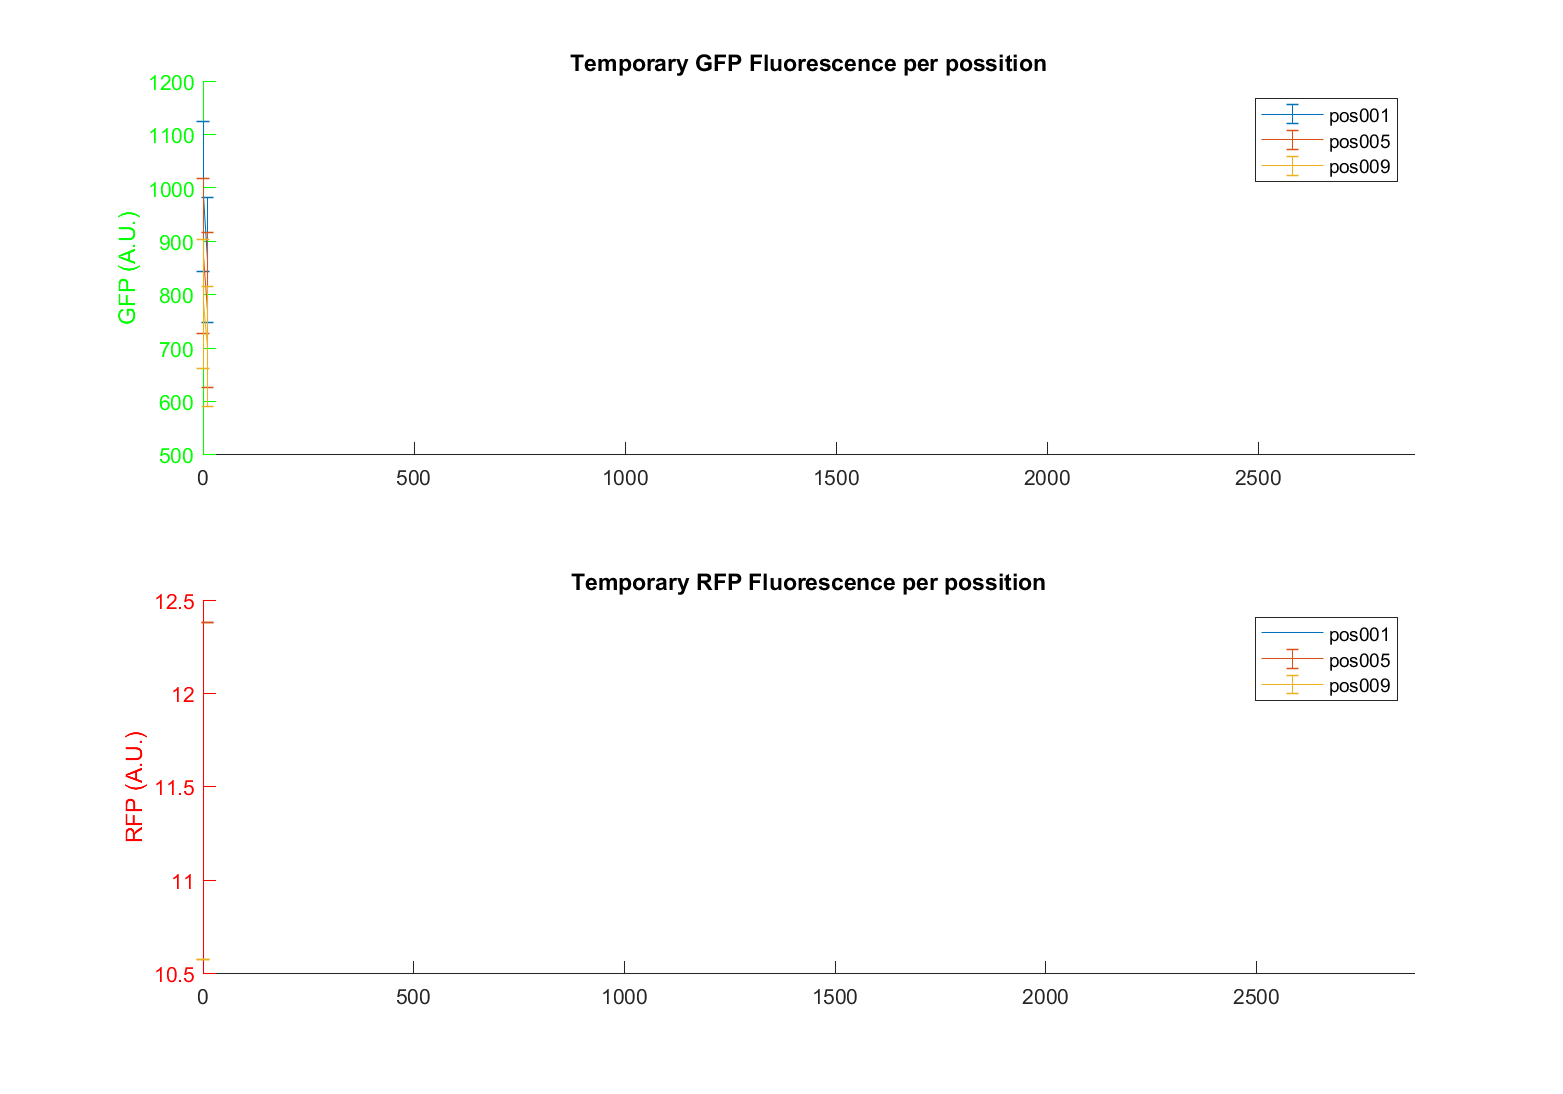 Temporary GFP Fluorescence per possition
1200
1100
1000
900
800
700
600
500
GFP (A.U.)
pos001
pos005
pos009
0 500 1000 1500 2000 2500
Temporary RFP Fluorescence per possition
12.5
12
11.5
11
10.5
RFP (A.U.)
pos001
pos005
pos009
0 500 1000 1500 2000 2500